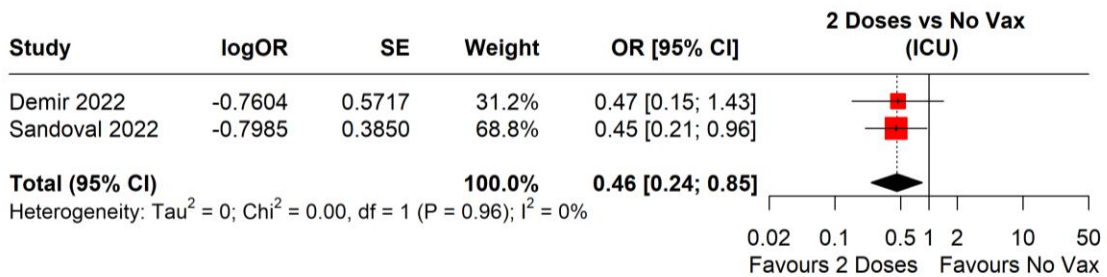 2 Doses vs No Vax
Study logOR SE Weight OR [95% CI] (ICU)
Demir 2022 -0.7604 0.5717 31.2% 0.47 [0.15; 1.43]
Sandoval 2022 -0.7985 0.3850 68.8% 0.45 [0.21; 0.96]
Total (95% CI) 100.0% 0.46 [0.24; 0.85]
Heterogeneity: Tau² = 0; Chi² = 0.00, df = 1 (P = 0.96); I² = 0%
0.02 0.1 0.5 1 2 10 50
Favours 2 Doses Favours No Vax